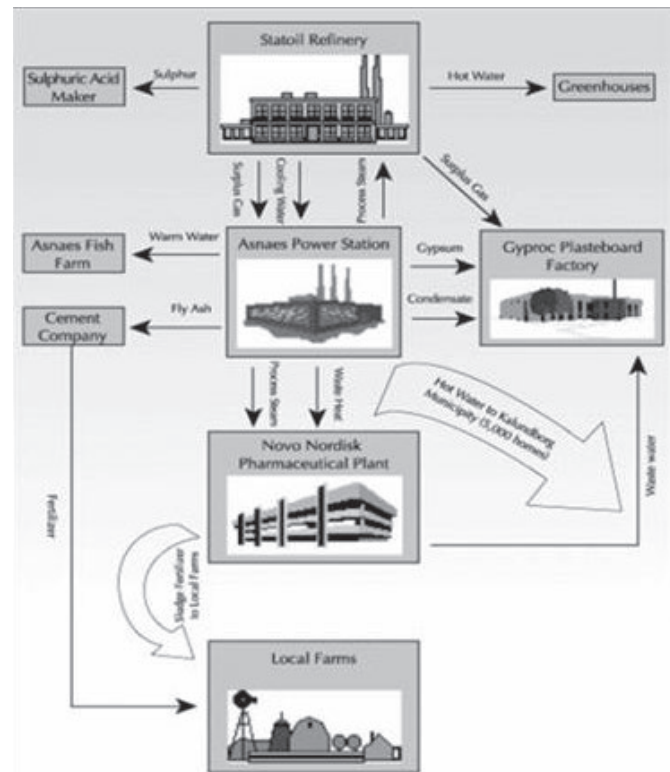 Statoil Refinery
Sulphur
Sulphuric Acid
Maker
Hot Water
Greenhouses
Surplus Gas
Cooling Water
Process Steam
Surplus Gas
Warm Water
Asnaes Fish
Farm
Asnaes Power Station
Gypsum
Gyproc Plasteboard
Factory
Condensate
Fly Ash
Cement
Company
Process Steam
Waste Heat
Hot Water to Kalundborg
Municipity (5,000 homes)
Novo Nordisk
Pharmaceutical Plant
Waste water
Fertilizer
Sludge Fertilizer
to Local Farms
Local Farms